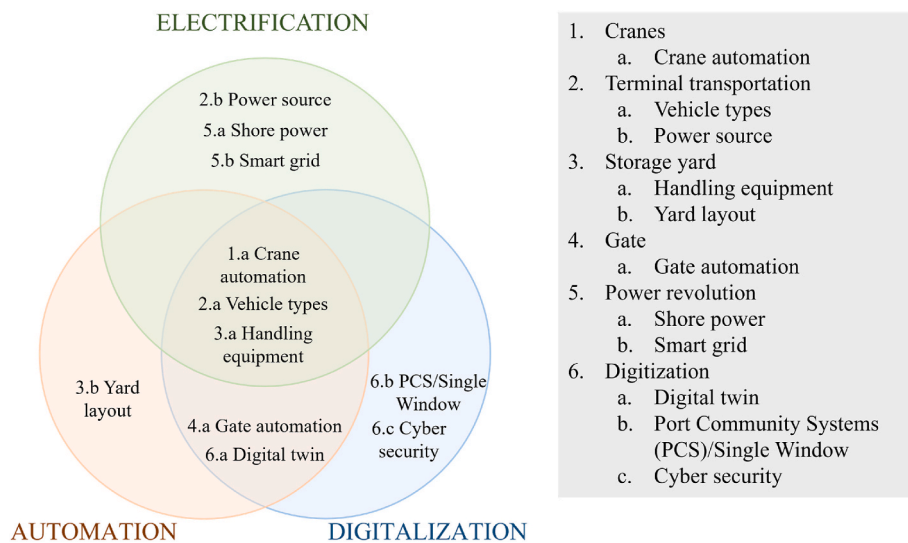 ELECTRIFICATION
2.b Power source
5.a Shore power
5.b Smart grid
1.a Crane
automation
2.a Vehicle types
3.a Handling
equipment
3.b Yard
layout
4.a Gate automation
6.a Digital twin
6.b PCS/Single
Window
6.c Cyber
security
AUTOMATION
DIGITALIZATION
1. Cranes
a. Crane automation
2. Terminal transportation
a. Vehicle types
b. Power source
3. Storage yard
a. Handling equipment
b. Yard layout
4. Gate
a. Gate automation
5. Power revolution
a. Shore power
b. Smart grid
6. Digitization
a. Digital twin
b. Port Community Systems
(PCS)/Single Window
c. Cyber security